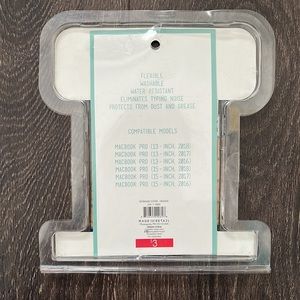 FLEXIBLE
WASHABLE
WATER RESISTANT
ELIMINATES TYPING NOISE
PROTECTS FROM DUST AND GREASE
COMPATIBLE MODELS
MACBOOK PRO (13-INCH, 2018)
MACBOOK PRO (13-INCH, 2017)
MACBOOK PRO (13-INCH, 2016)
MACBOOK PRO (15-INCH, 2018)
MACBOOK PRO (15-INCH, 2017)
MACBOOK PRO (15-INCH, 2016)
$3